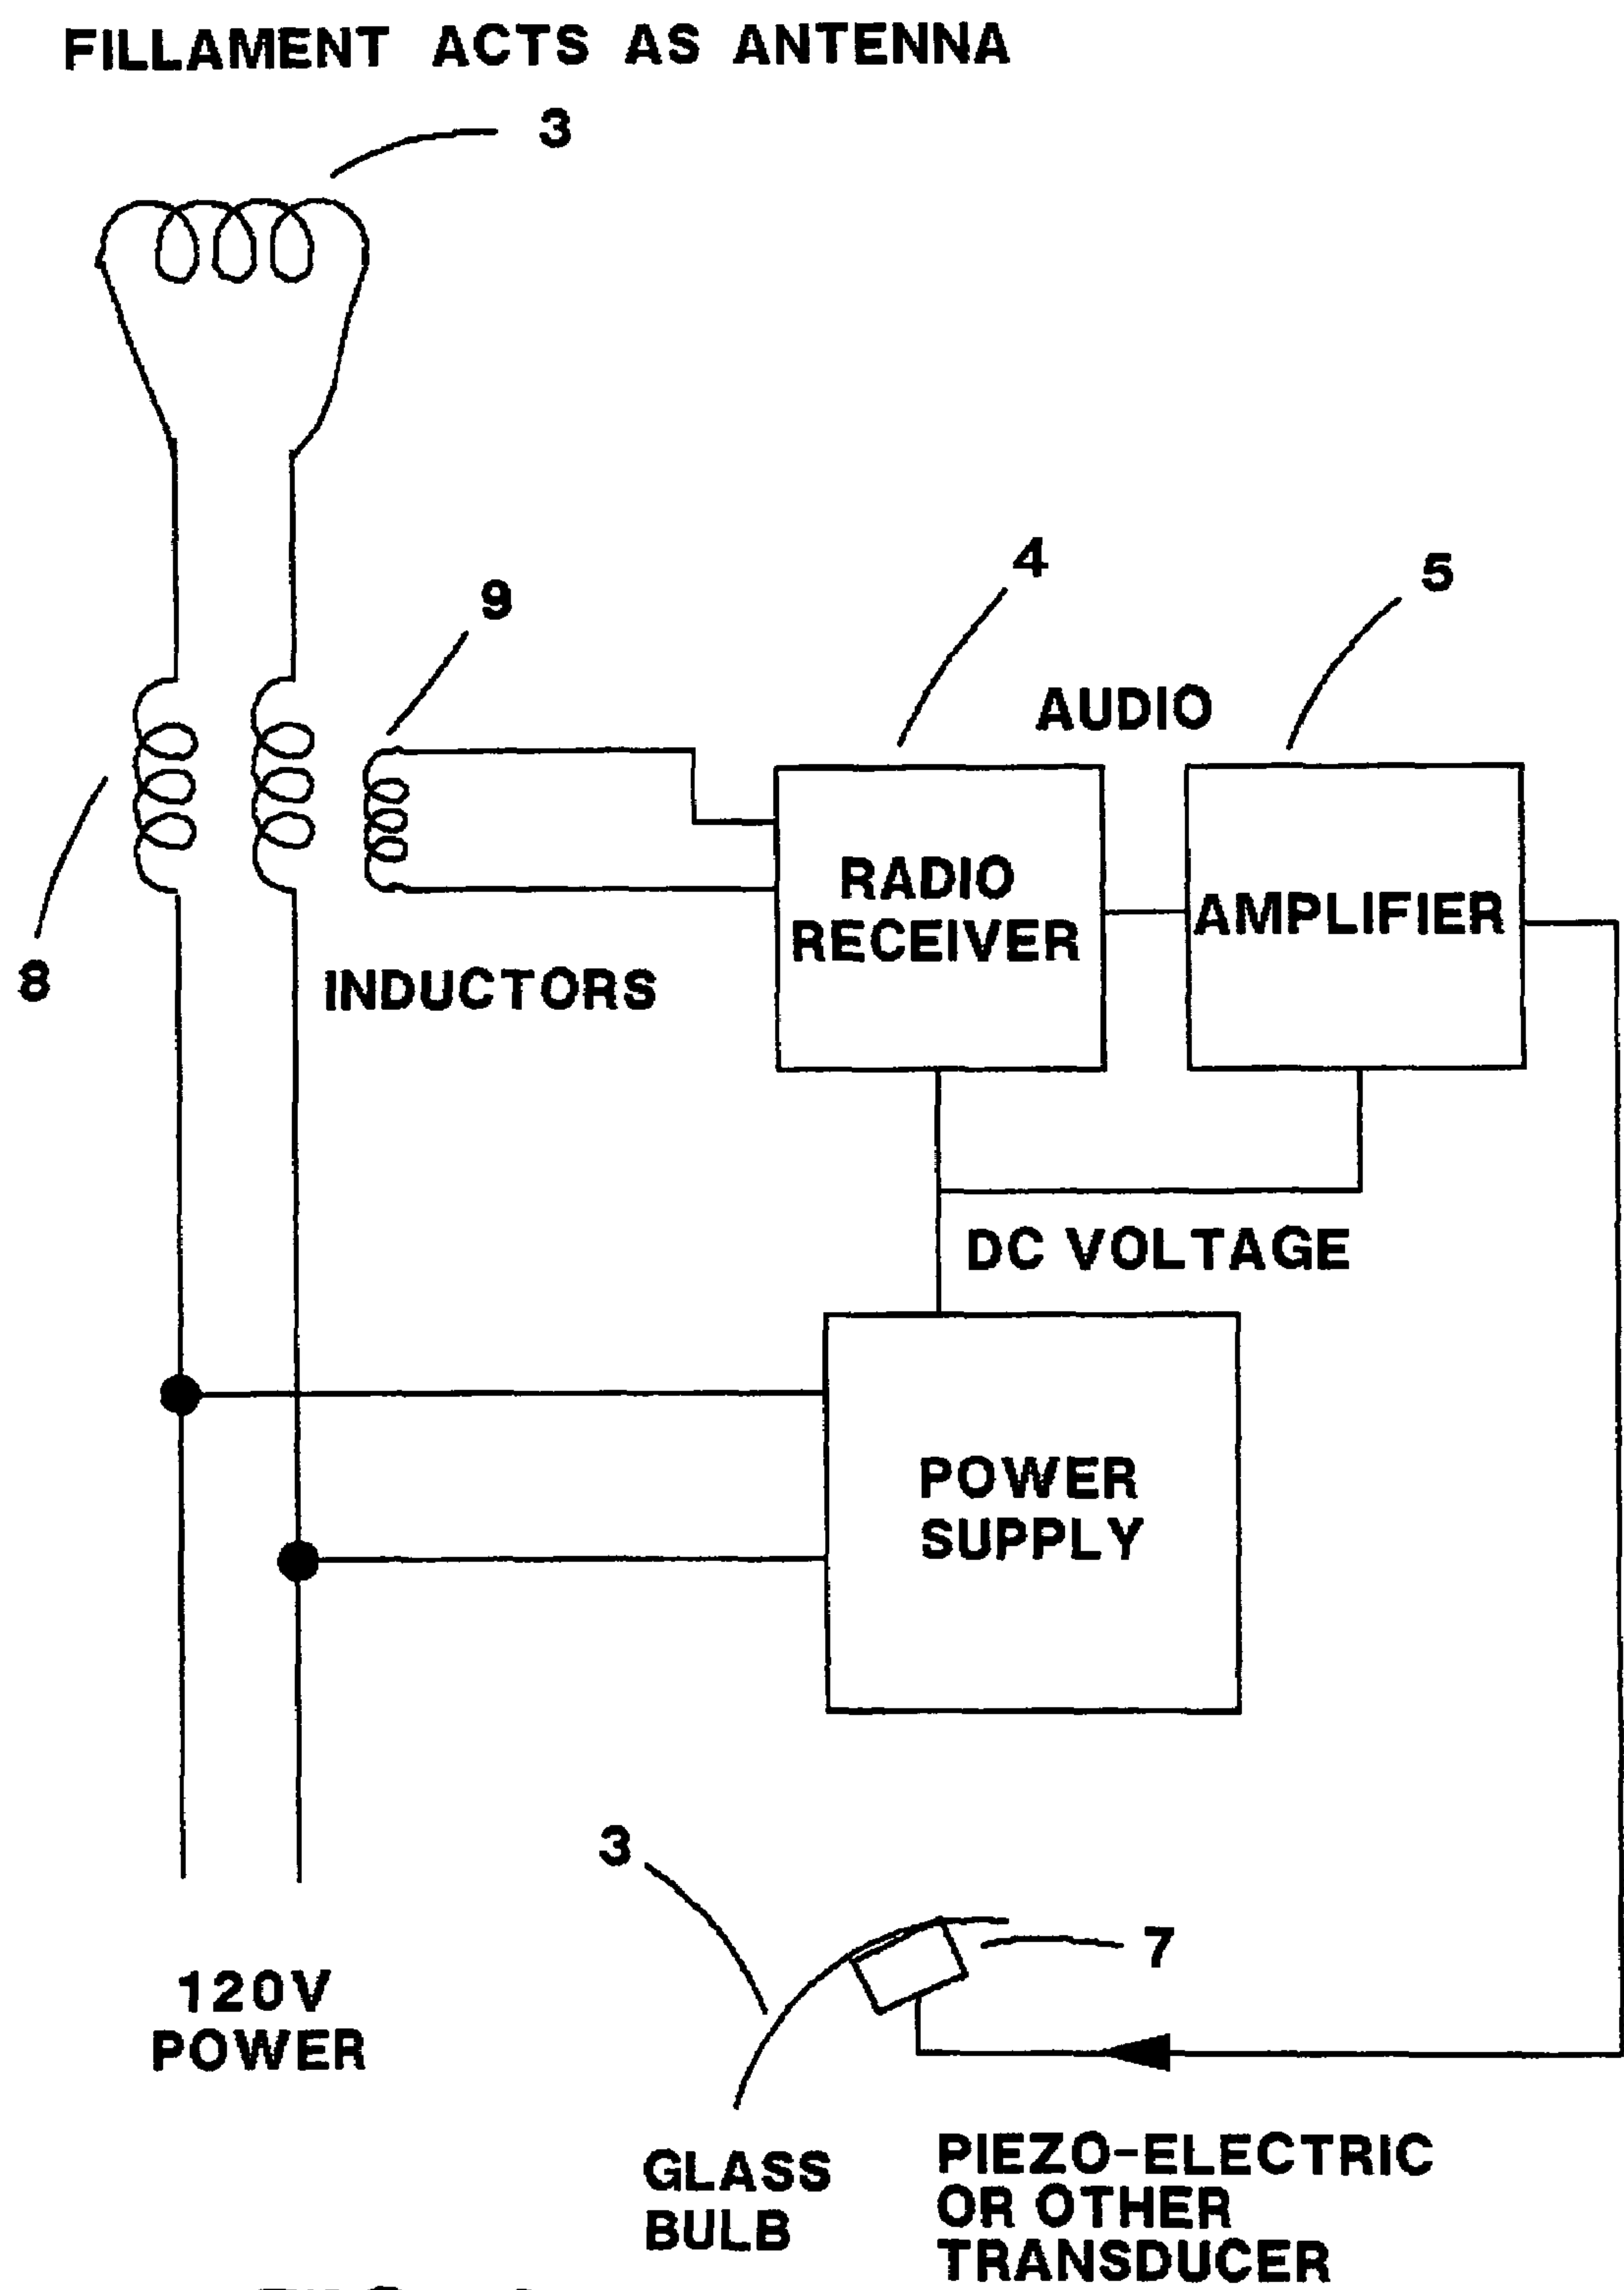 FILLAMENT ACTS AS ANTENNA
3
9
4
5
AUDIO
8
RADIO
RECEIVER
AMPLIFIER
INDUCTORS
DC VOLTAGE
POWER
SUPPLY
3
7
120V
POWER
GLASS
BULB
PIEZO-ELECTRIC
OR OTHER
TRANSDUCER